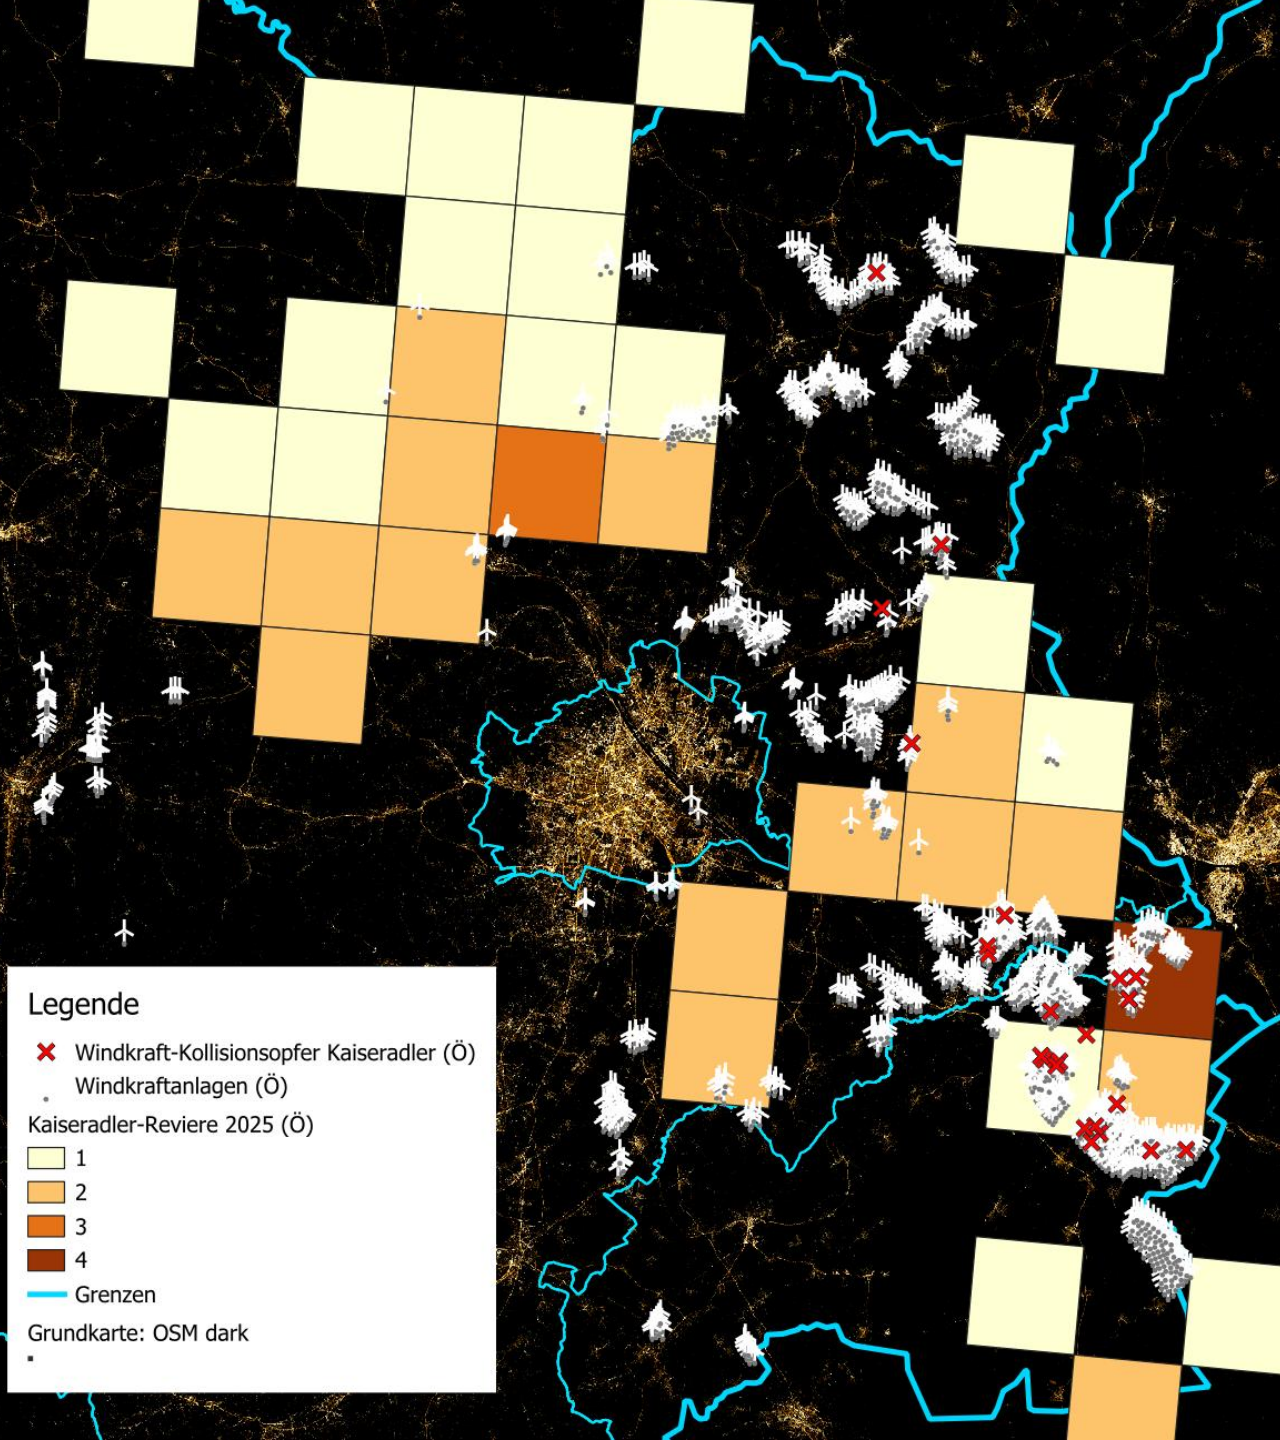 Legende
Windkraft-Kollisionsopfer Kaiseradler (Ö)
Windkraftanlagen (Ö)
Kaiseradler-Reviere 2025 (Ö)
1
2
3
4
Grenzen
Grundkarte: OSM dark